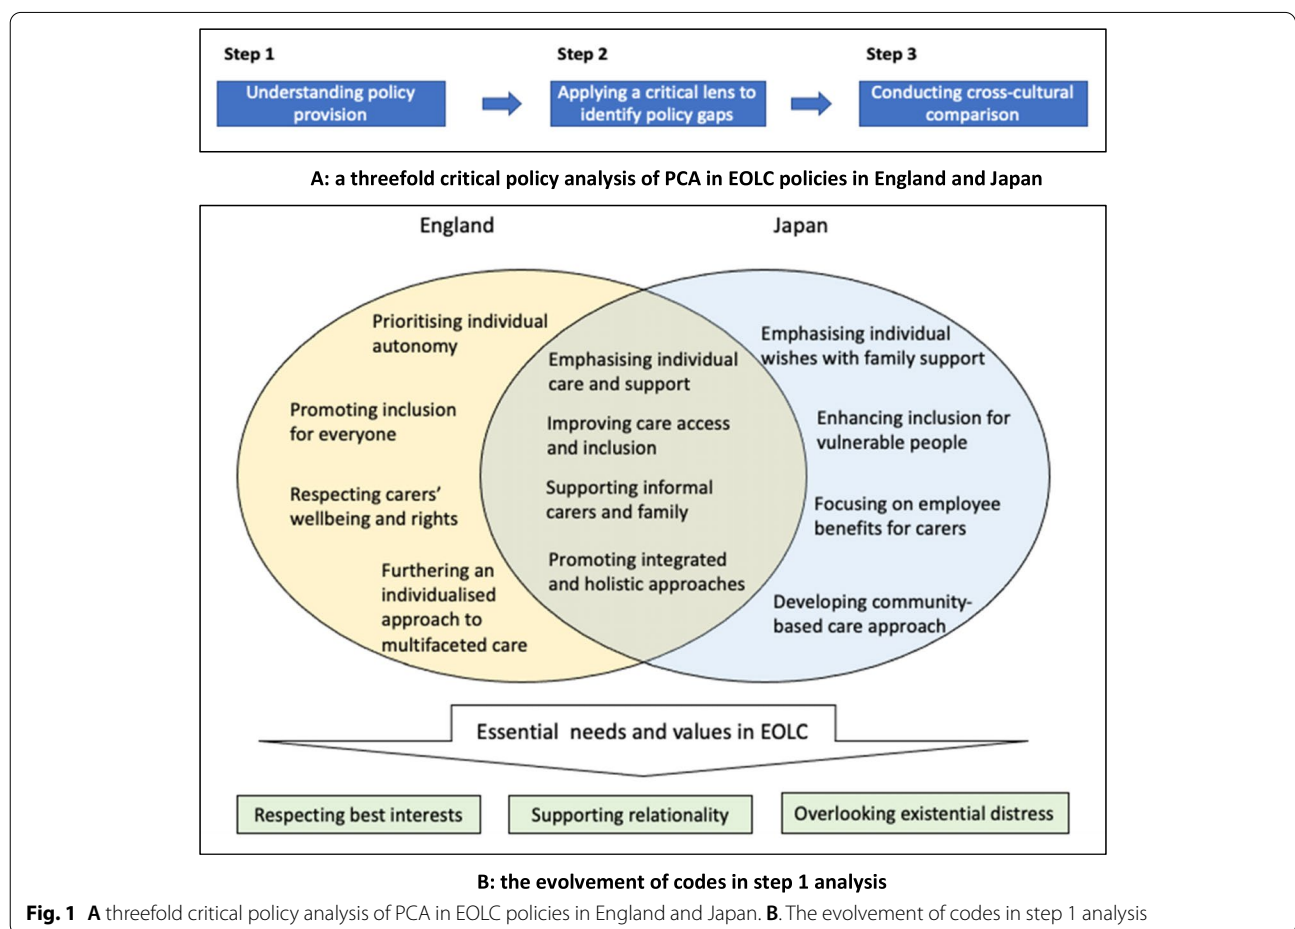 Step 1
Step 2
Step 3
Understanding policy
provision
Applying a critical lens to
identify policy gaps
Conducting cross-cultural
comparison
A: a threefold critical policy analysis of PCA in EOLC policies in England and Japan
England
Japan
Prioritising individual
autonomy
Promoting inclusion
for everyone
Respecting carers’
wellbeing and rights
Furthering an
individualised
approach to
multifaceted care
Emphasising individual
care and support
Improving care access
and inclusion
Supporting informal
carers and family
Promoting integrated
and holistic approaches
Emphasising individual
wishes with family support
Enhancing inclusion for
vulnerable people
Focusing on employee
benefits for carers
Developing community-
based care approach
Essential needs and values in EOLC
Respecting best interests
Supporting relationality
Overlooking existential distress
B: the evolvement of codes in step 1 analysis
Fig. 1 A threefold critical policy analysis of PCA in EOLC policies in England and Japan. B. The evolvement of codes in step 1 analysis